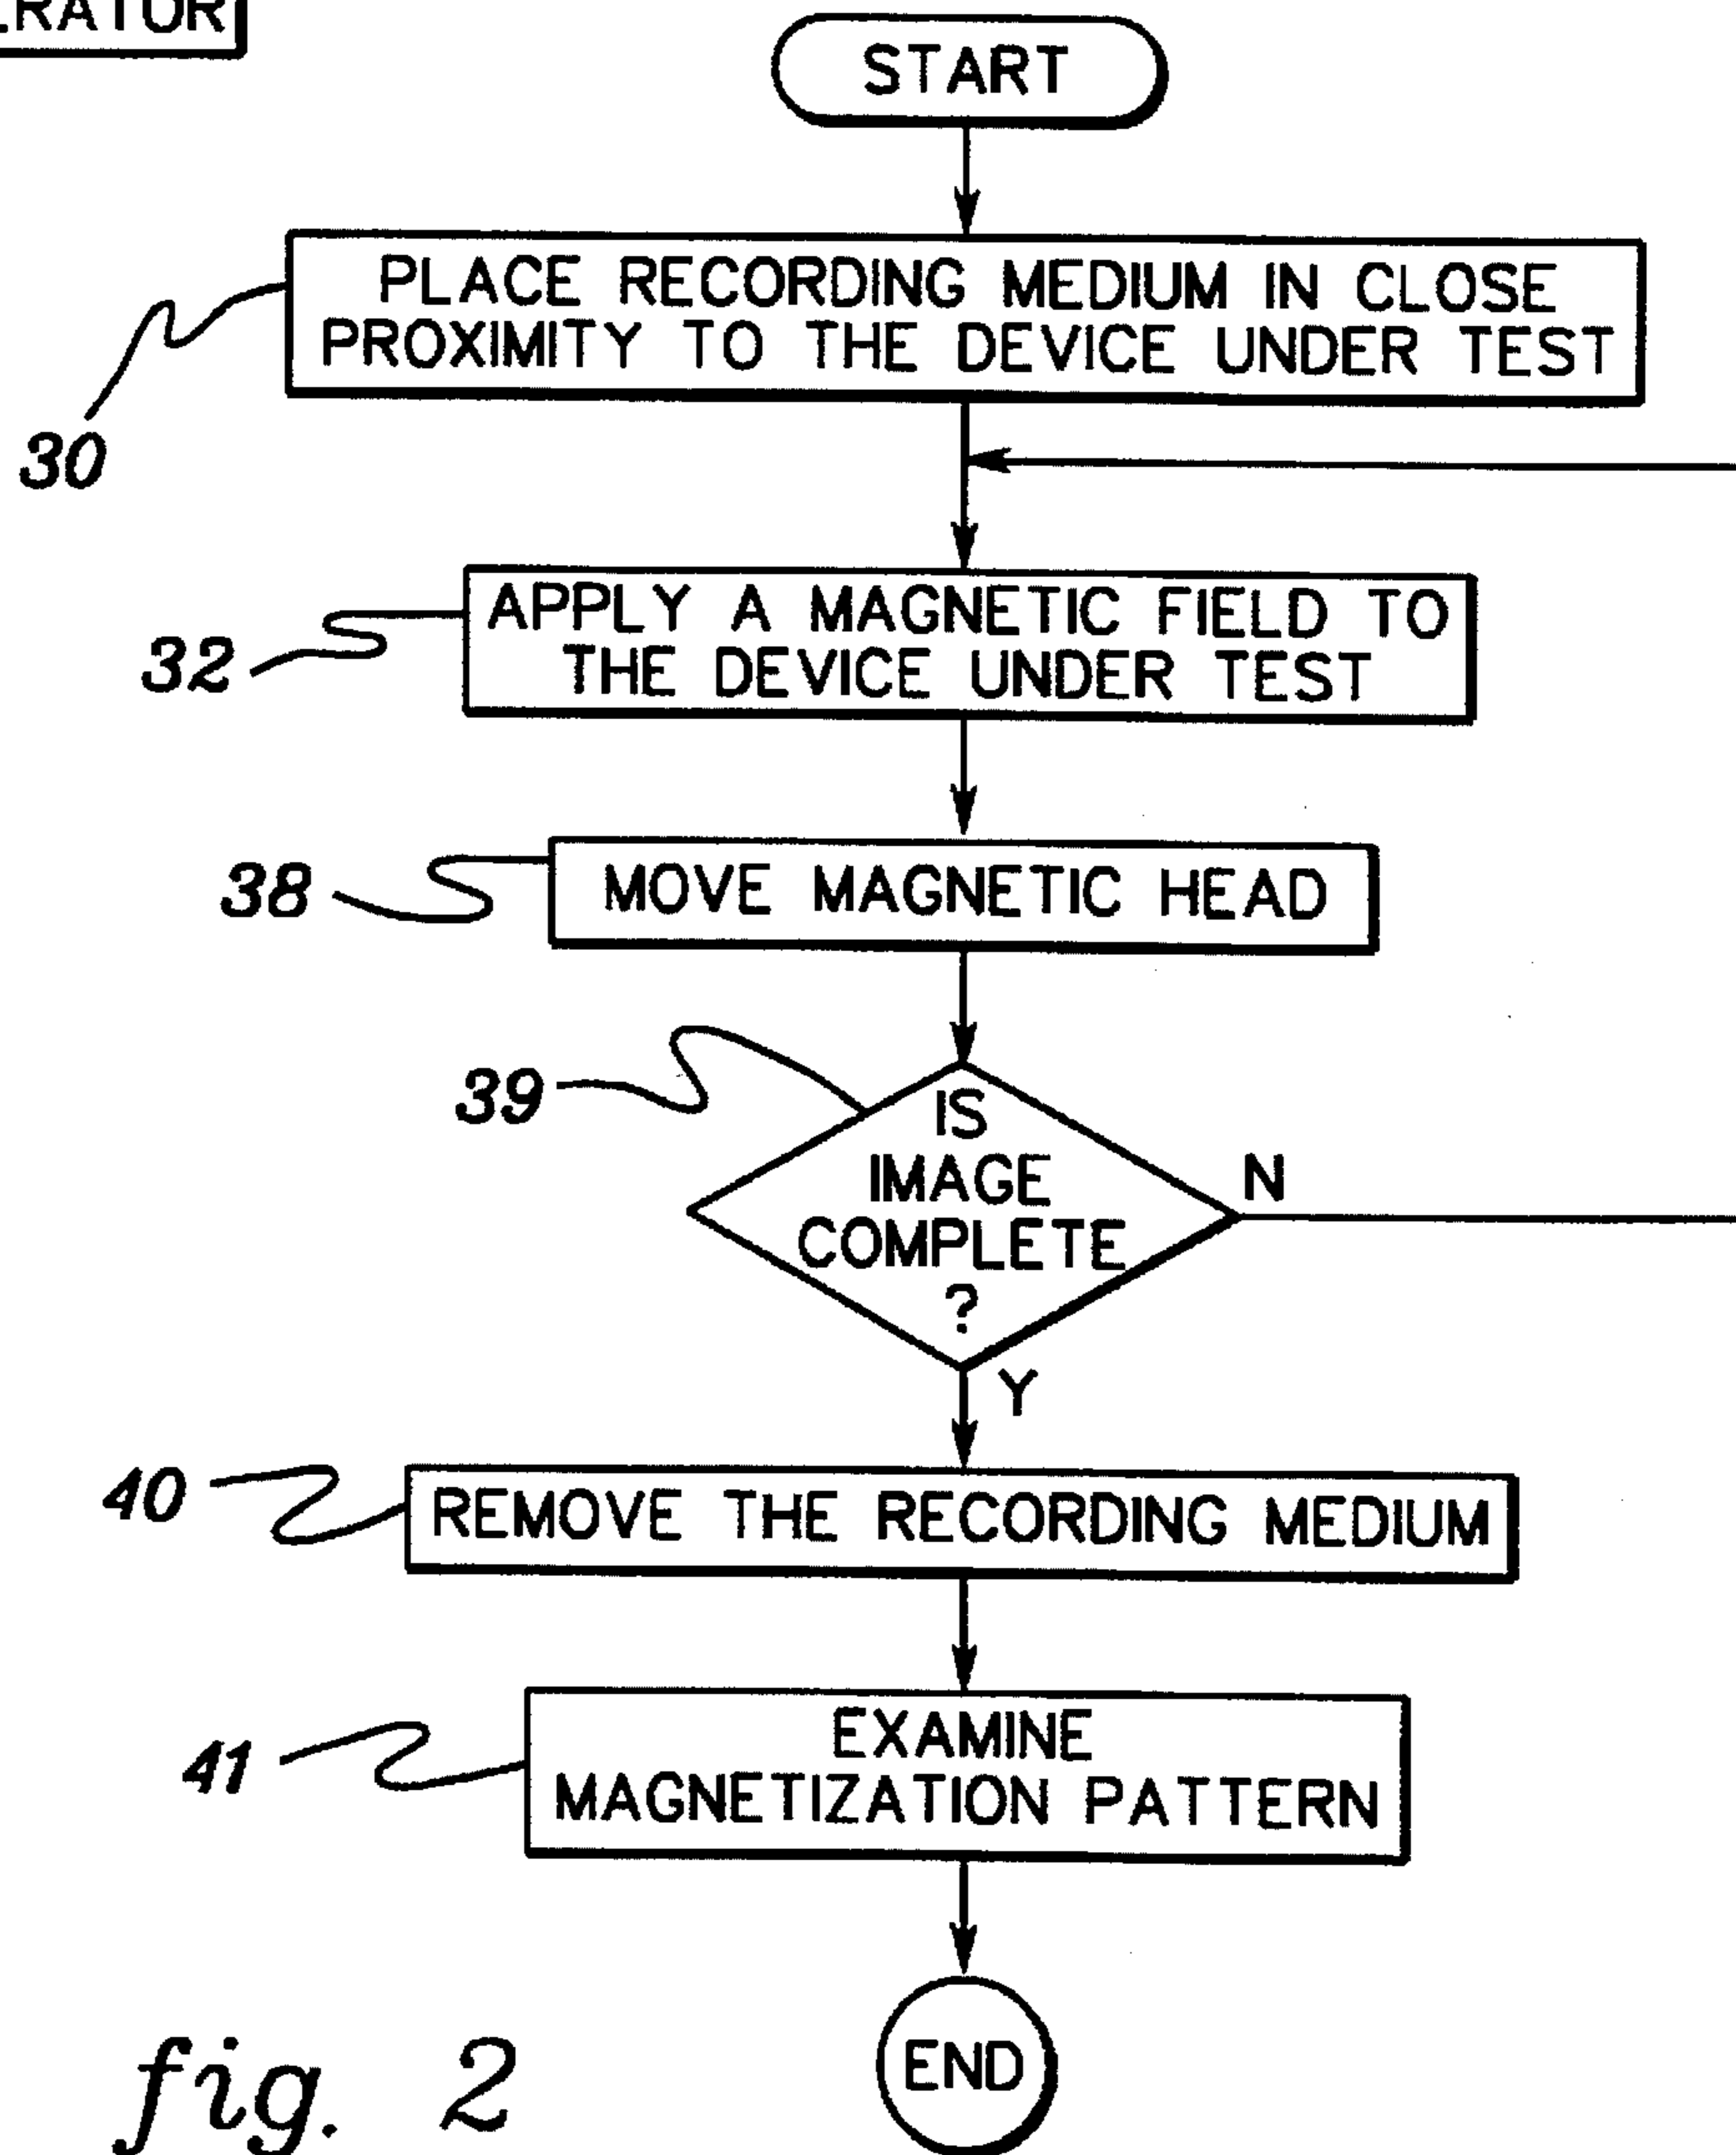 START
PLACE RECORDING MEDIUM IN CLOSE
PROXIMITY TO THE DEVICE UNDER TEST
30
APPLY A MAGNETIC FIELD TO
THE DEVICE UNDER TEST
32
MOVE MAGNETIC HEAD
38
39
IS
IMAGE
COMPLETE
?
N
Y
40
REMOVE THE RECORDING MEDIUM
41
EXAMINE
MAGNETIZATION PATTERN
END
fig. 2